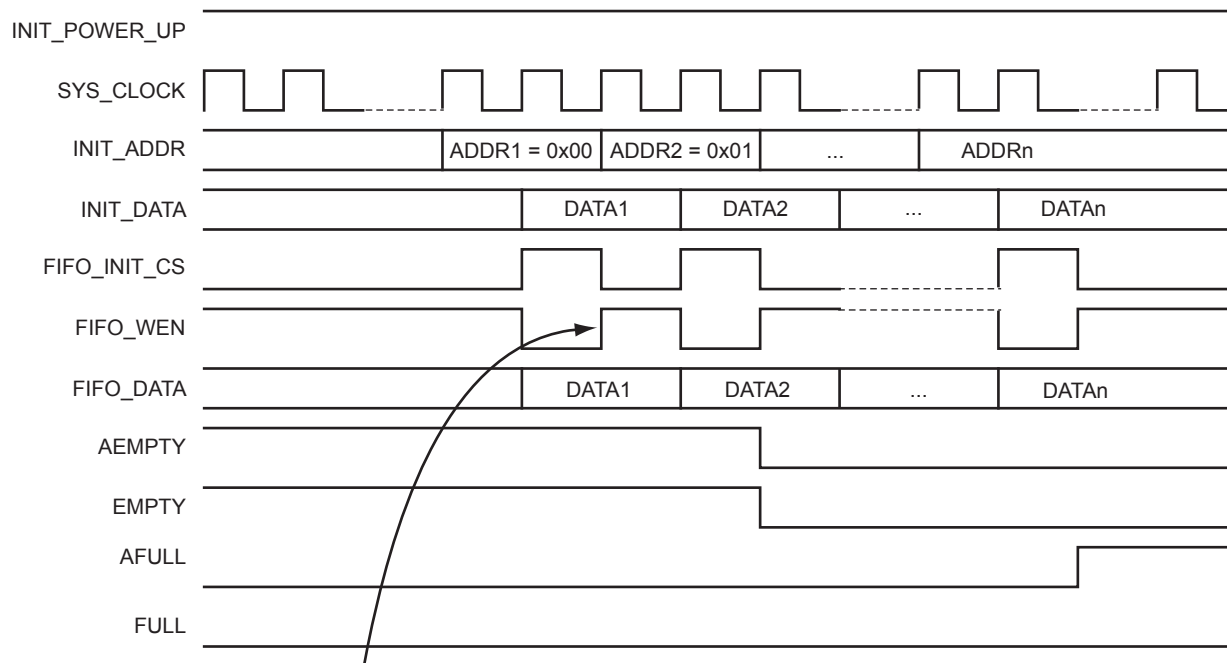 INIT_POWER_UP
SYS_CLOCK
INIT_ADDR ADDR1 = 0x00 ADDR2 = 0x01 ... ADDRn
INIT_DATA DATA1 DATA2 ... DATAn
FIFO_INIT_CS
FIFO_WEN
FIFO_DATA DATA1 DATA2 ... DATAn
AEMPTY
EMPTY
AFULL
FULL